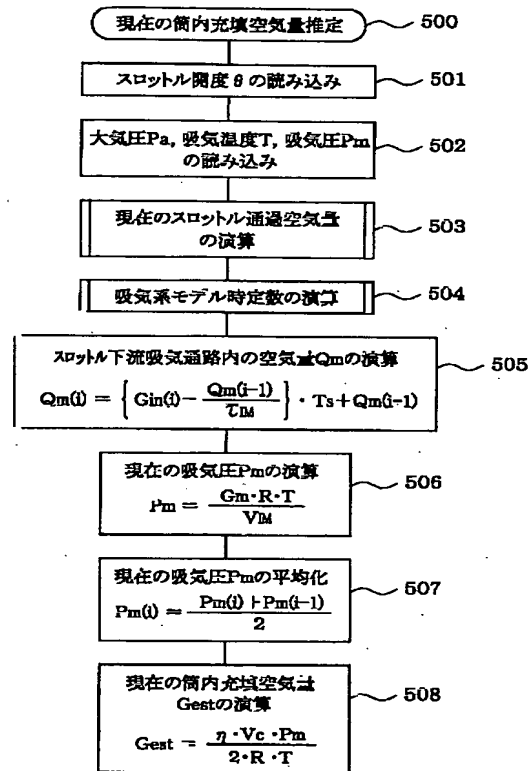 現在の筒内充填空気量推定
500
スロットル開度θの読み込み
501
大気圧Pa, 吸気温度T, 吸気圧Pm
の読み込み
502
現在のスロットル通過空気量
の演算
503
吸気系モデル時定数の演算
504
スロットル下流吸気通路内の空気量Qmの演算
Qm(i) = { Gin(i) − Qm(i-1) / τIM } · Ts + Qm(i-1)
505
現在の吸気圧Pmの演算
Pm = Gm·R·T / VIM
506
現在の吸気圧Pmの平均化
Pm(i) = Pm(i) + Pm(i-1) / 2
507
現在の筒内充填空気量
Gestの演算
Gest = η·Vc·Pm / 2·R·T
508